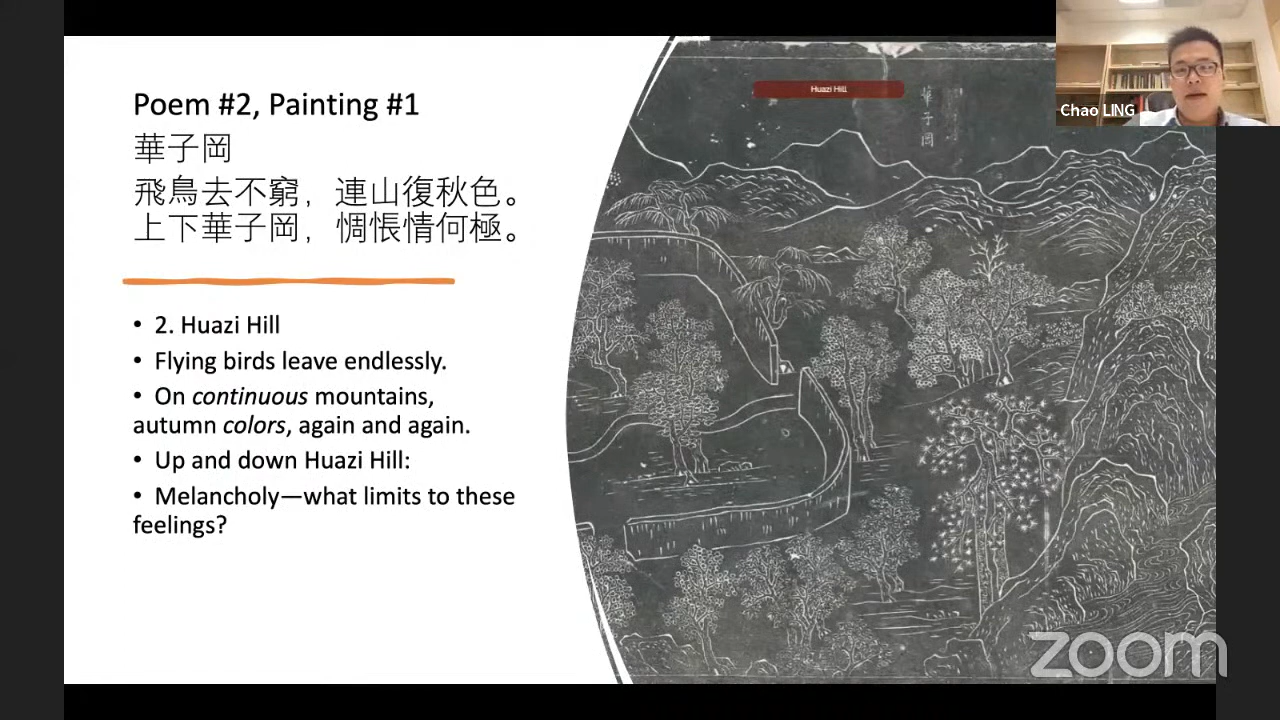 Poem #2, Painting #1
華子岡
飛鳥去不窮，連山復秋色。
上下華子岡，惆悵情何極。
• 2. Huazi Hill
• Flying birds leave endlessly.
• On continuous mountains,
autumn colors, again and again.
• Up and down Huazi Hill:
• Melancholy—what limits to these
feelings?
Huazi Hill
華子岡
Chao LING
zoom